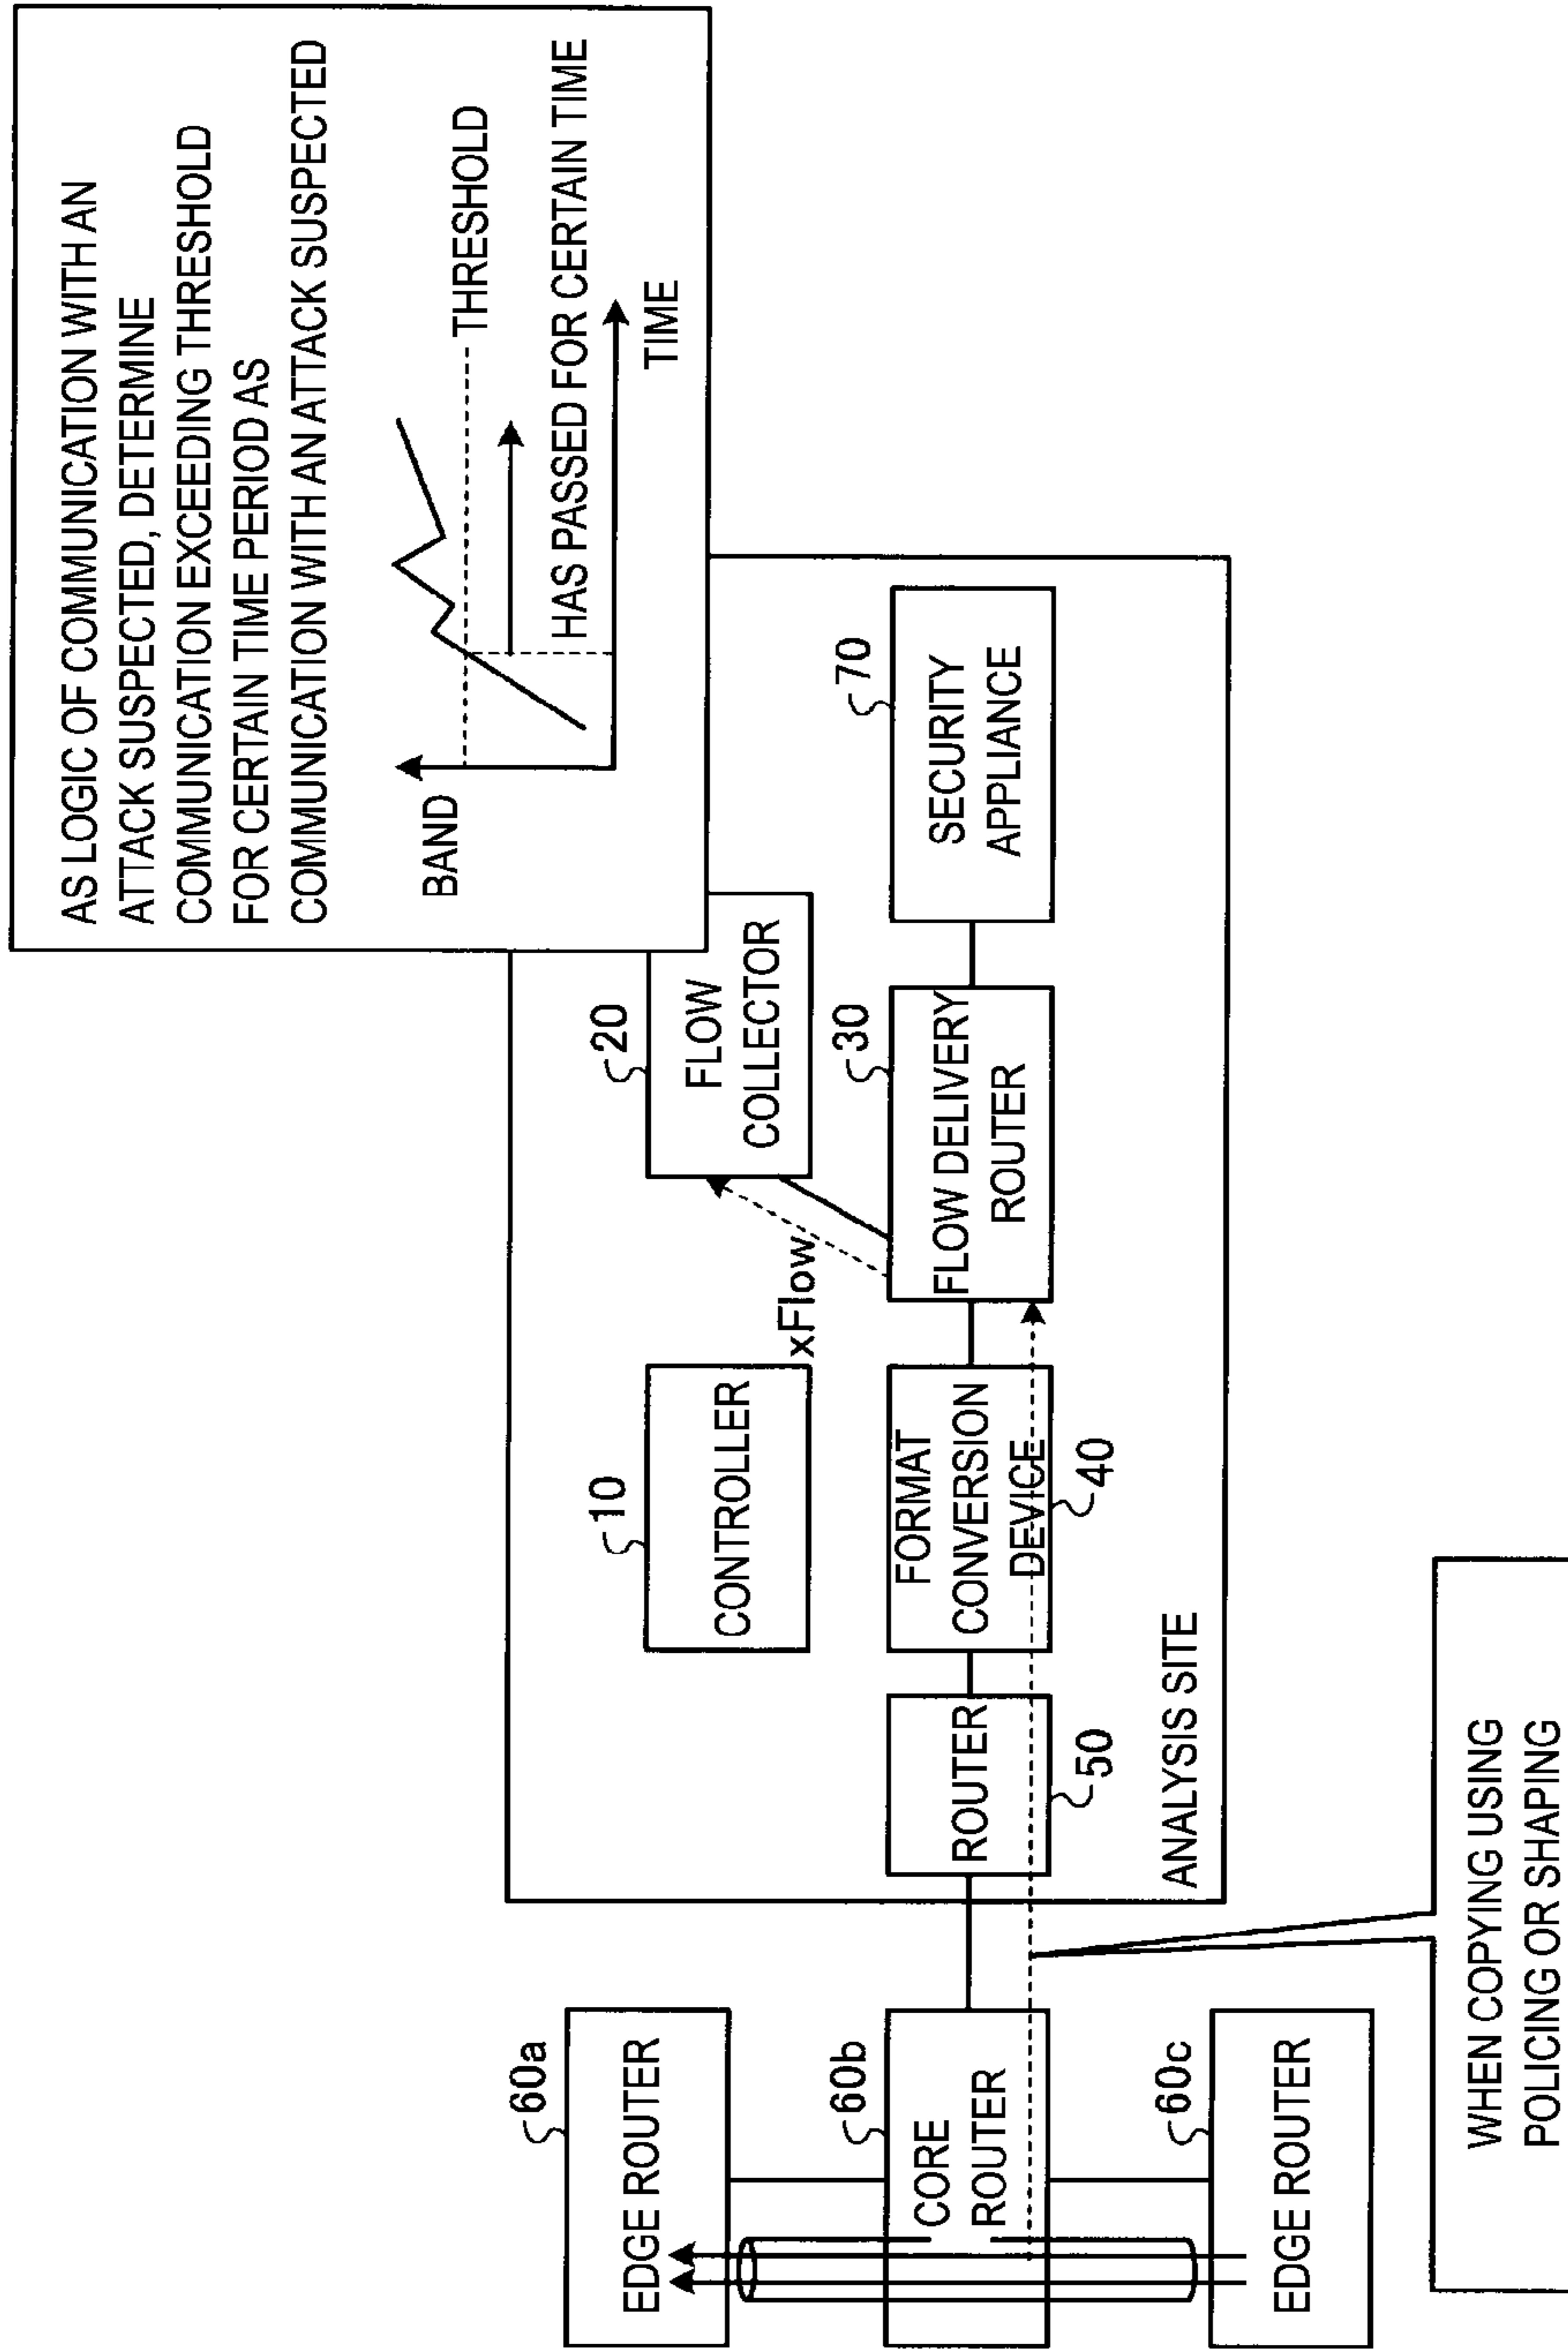 AS LOGIC OF COMMUNICATION WITH AN
ATTACK SUSPECTED, DETERMINE
COMMUNICATION EXCEEDING THRESHOLD
FOR CERTAIN TIME PERIOD AS
COMMUNICATION WITH AN ATTACK SUSPECTED
BAND
THRESHOLD
HAS PASSED FOR CERTAIN TIME
TIME
60a
EDGE ROUTER
10
CONTROLLER
20
FLOW
COLLECTOR
xFlow
60b
CORE
ROUTER
ROUTER
50
FORMAT
CONVERSION
DEVICE
40
30
FLOW DELIVERY
ROUTER
70
SECURITY
APPLIANCE
ANALYSIS SITE
60c
EDGE ROUTER
WHEN COPYING USING
POLICING OR SHAPING